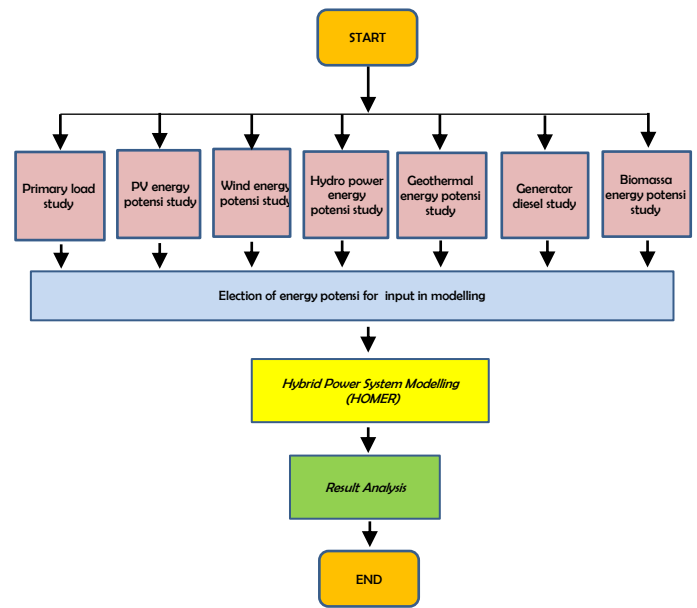 START
Primary load
study
PV energy
potensi study
Wind energy
potensi study
Hydro power
energy
potensi study
Geothermal
energy potensi
study
Generator
diesel study
Biomassa
energy potensi
study
Election of energy potensi for input in modelling
Hybrid Power System Modelling
(HOMER)
Result Analysis
END